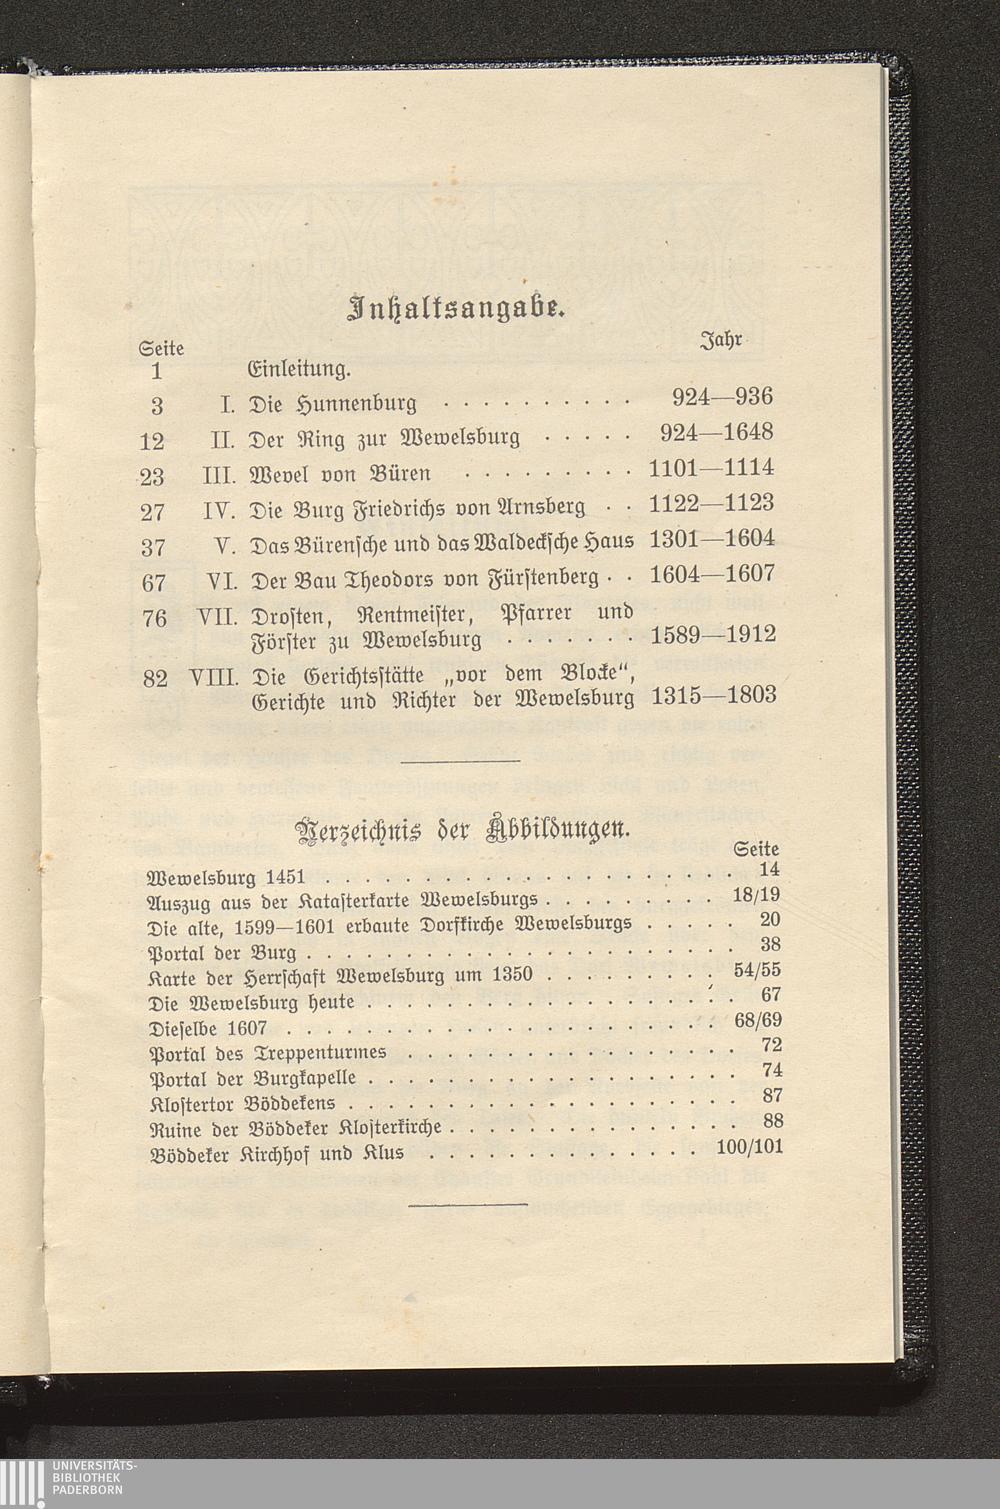 Inhaltsangabe.
Seite Jahr
1 Einleitung.
3 I. Die Hunnenburg . . . . . . . . . . 924—936
12 II. Der Ring zur Wewelsburg . . . . . 924—1648
23 III. Wevel von Büren . . . . . . . . . 1101—1114
27 IV. Die Burg Friedrichs von Arnsberg . . 1122—1123
37 V. Das Bürensche und das Waldecksche Haus 1301—1604
67 VI. Der Bau Theodors von Fürstenberg . . 1604—1607
76 VII. Drosten, Rentmeister, Pfarrer und
Förster zu Wewelsburg . . . . . . . 1589—1912
82 VIII. Die Gerichtsstätte „vor dem Blocke“,
Gerichte und Richter der Wewelsburg 1315—1803
Verzeichnis der Abbildungen.
Seite
Wewelsburg 1451 . . . . . . . . . . . . . . 14
Auszug aus der Katasterkarte Wewelsburgs . . . . . . 18/19
Die alte, 1599—1601 erbaute Dorfkirche Wewelsburgs . . . . . 20
Portal der Burg . . . . . . . . . . . . . . . 38
Karte der Herrschaft Wewelsburg um 1350 . . . . . . . 54/55
Die Wewelsburg heute . . . . . . . . . . . . . 67
Dieselbe 1607 . . . . . . . . . . . . . . . 68/69
Portal des Treppenturmes . . . . . . . . . . . . 72
Portal der Burgkapelle . . . . . . . . . . . . . 74
Klostertor Böddekens . . . . . . . . . . . . . . 87
Ruine der Böddeker Klosterkirche . . . . . . . . . . 88
Böddeker Kirchhof und Klus . . . . . . . . . . 100/101
UNIVERSITÄTS-
BIBLIOTHEK
PADERBORN